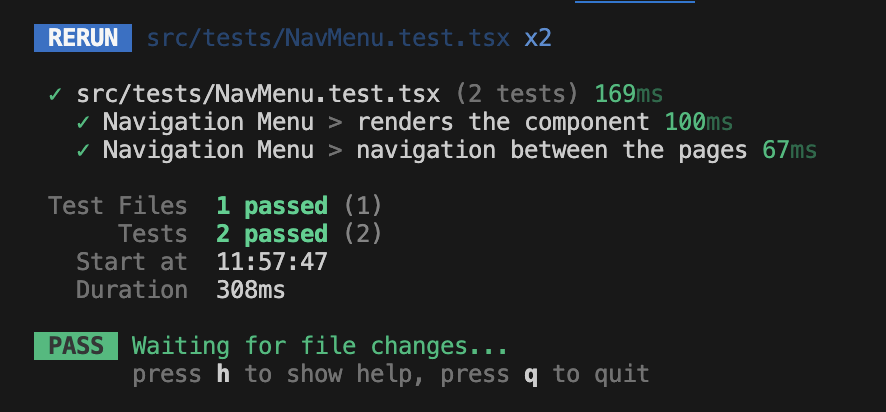 RERUN src/tests/NavMenu.test.tsx x2
✓ src/tests/NavMenu.test.tsx (2 tests) 169ms
✓ Navigation Menu > renders the component 100ms
✓ Navigation Menu > navigation between the pages 67ms
Test Files 1 passed (1)
Tests 2 passed (2)
Start at 11:57:47
Duration 308ms
PASS Waiting for file changes...
press h to show help, press q to quit